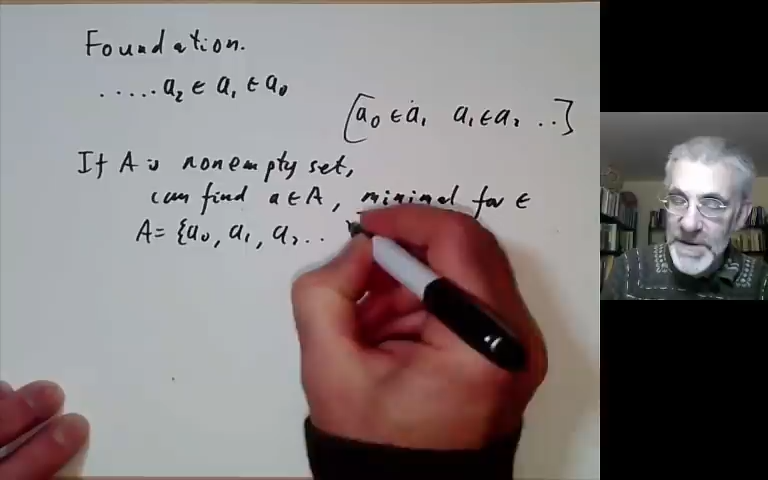 Foundation.
..... a₂ ∈ a₁ ∈ a₀
[a₀ ∈ a₁ a₁ ∈ a₂ ..]
If A is nonempty set,
can find a ∈ A, minimal for ∈
A = {a₀, a₁, a₂ ..